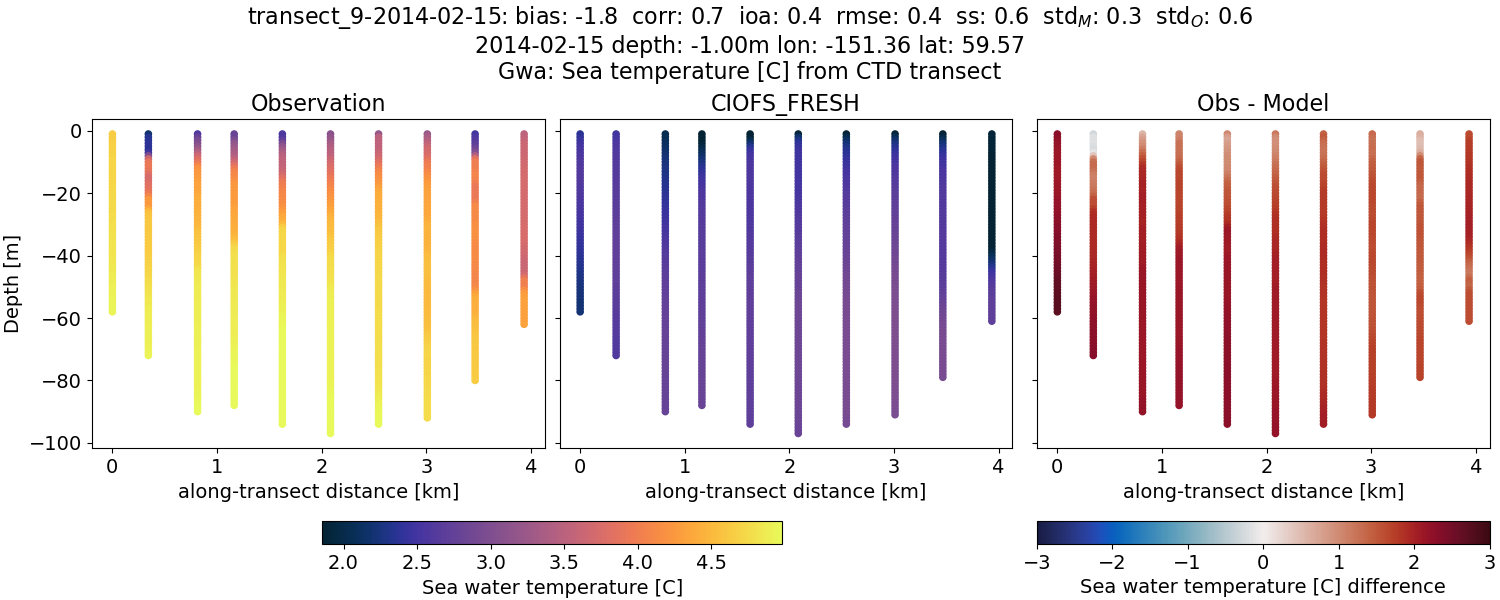 transect_9-2014-02-15: bias: -1.8 corr: 0.7 ioa: 0.4 rmse: 0.4 ss: 0.6 std_M: 0.3 std_O: 0.6
2014-02-15 depth: -1.00m lon: -151.36 lat: 59.57
Gwa: Sea temperature [C] from CTD transect
Observation CIOFS_FRESH Obs - Model
Depth [m]
0
−20
−40
−60
−80
−100
0 1 2 3 4 0 1 2 3 4 0 1 2 3 4
along-transect distance [km] along-transect distance [km] along-transect distance [km]
2.0 2.5 3.0 3.5 4.0 4.5 −3 −2 −1 0 1 2 3
Sea water temperature [C] Sea water temperature [C] difference